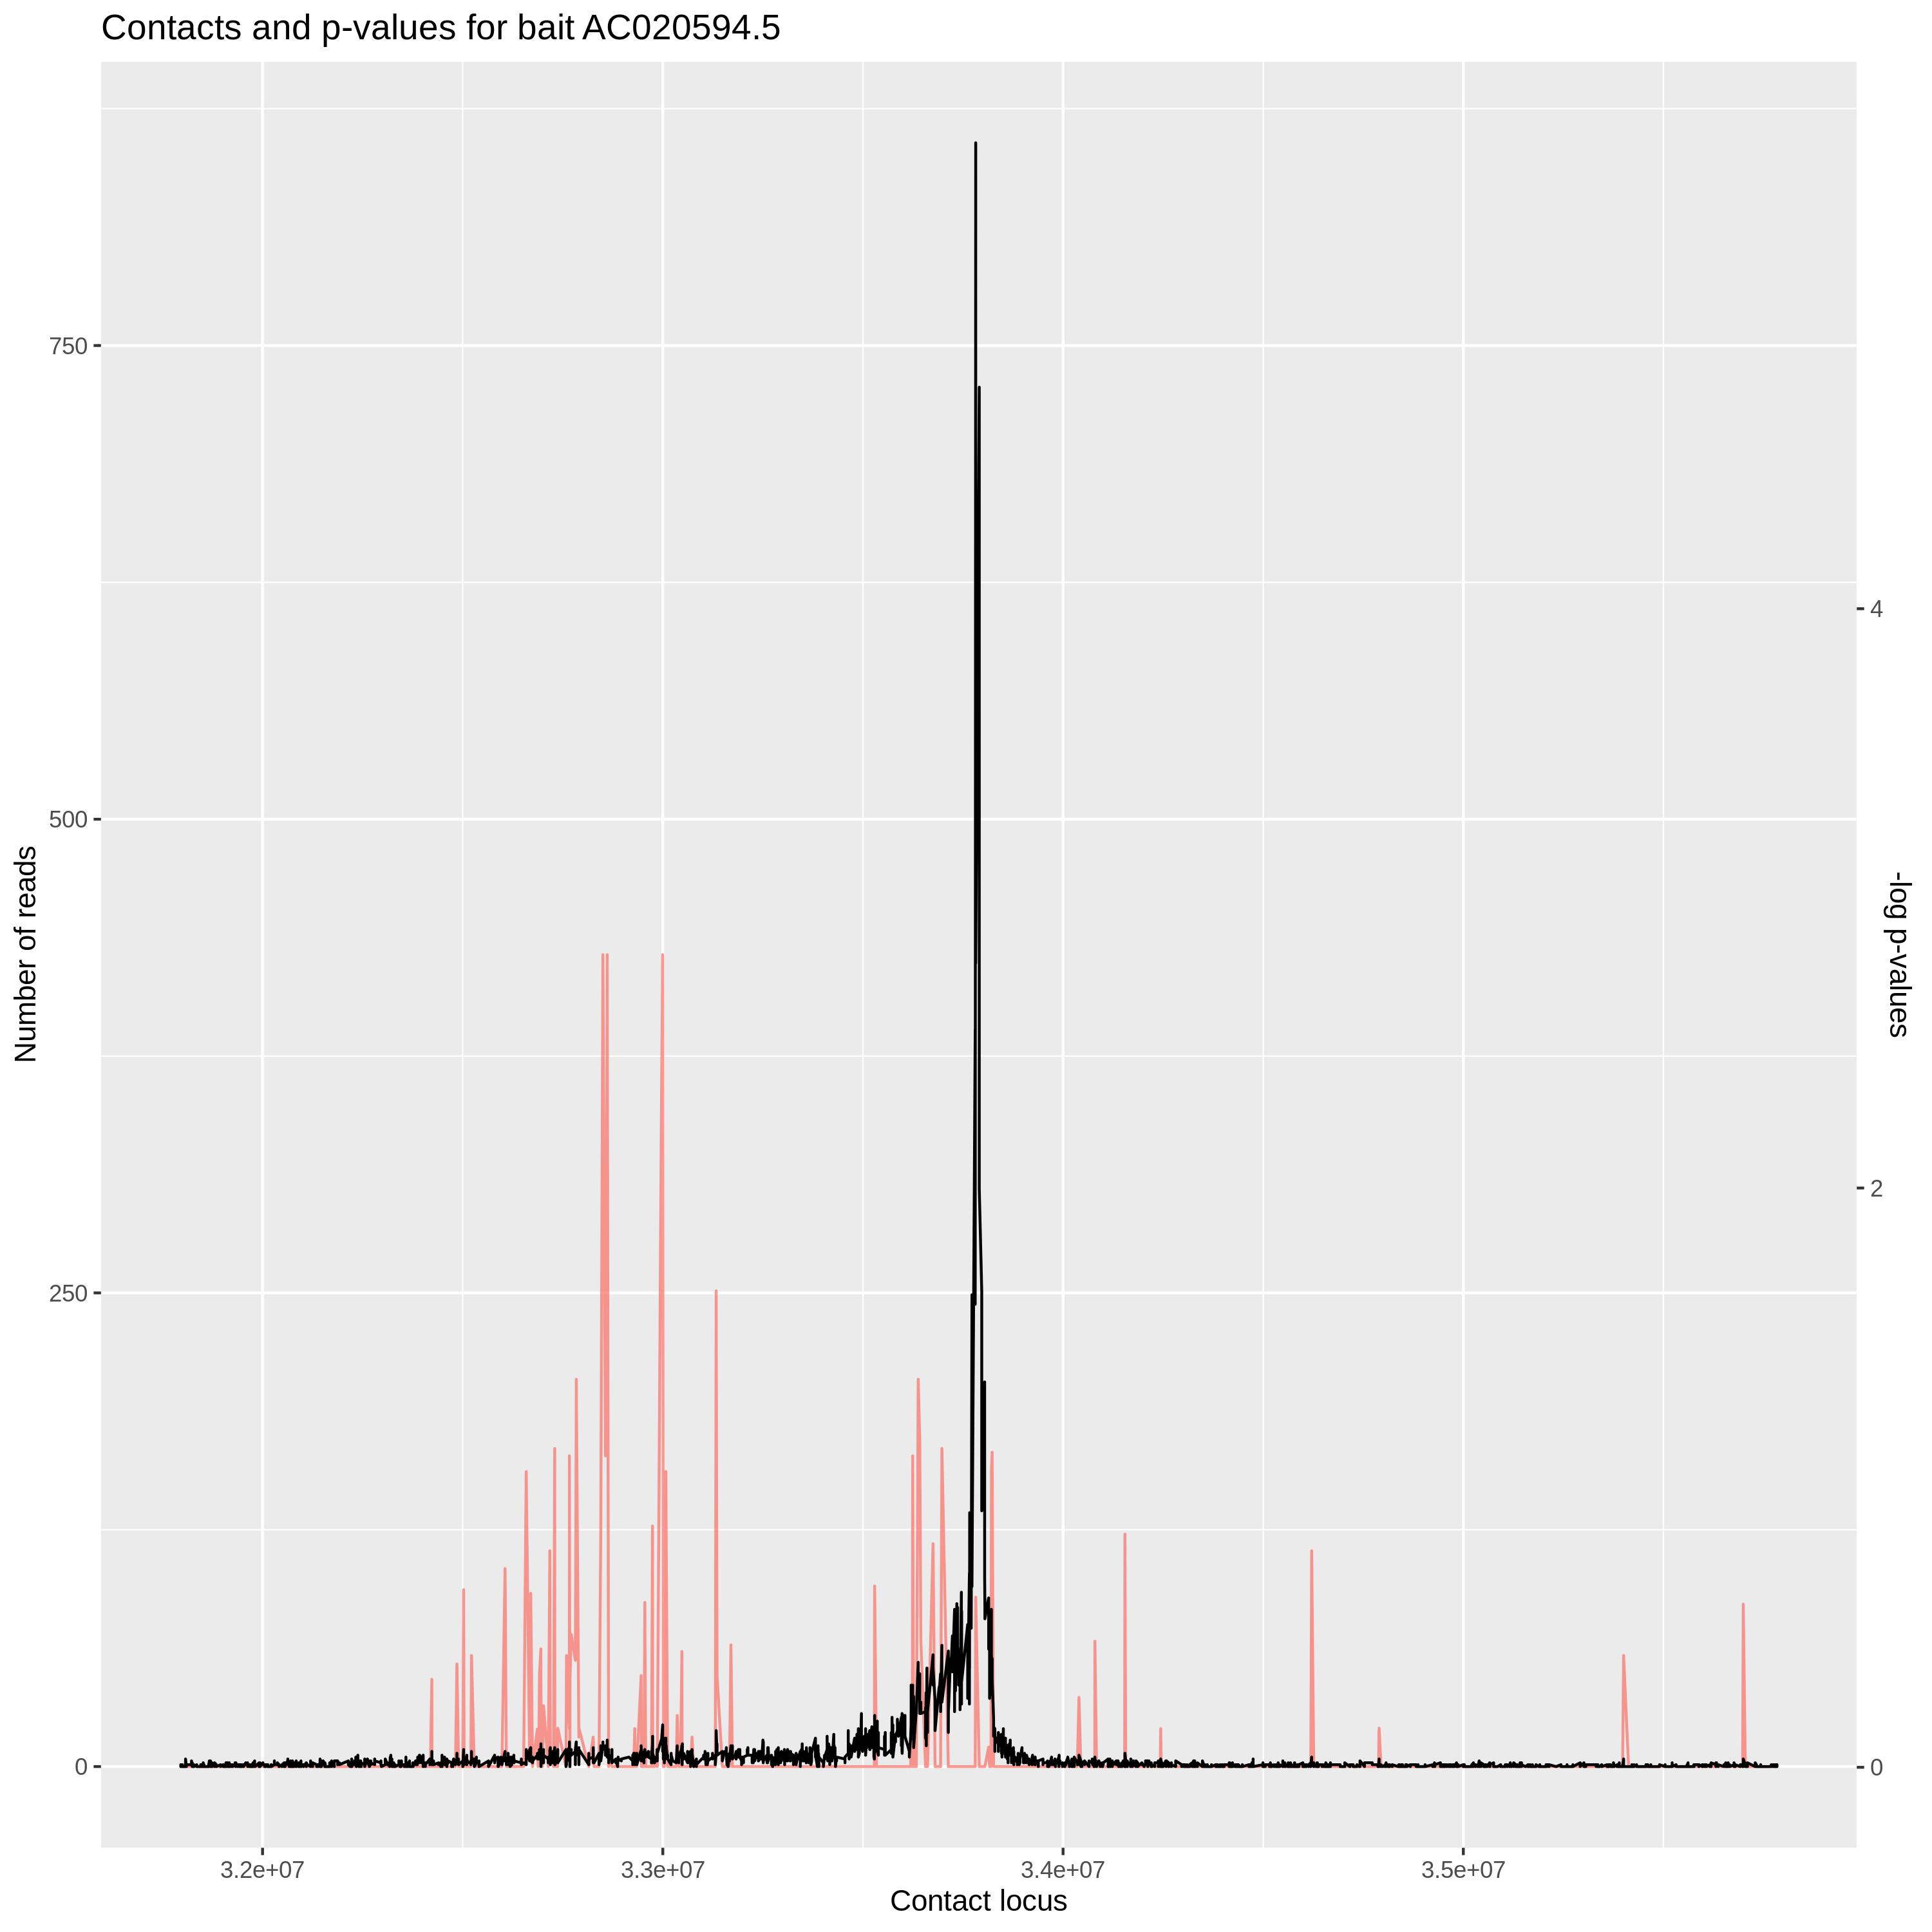 Contacts and p-values for bait AC020594.5
750
500
250
0
4
2
0
Number of reads
-log p-values
3.2e+07
3.3e+07
3.4e+07
3.5e+07
Contact locus